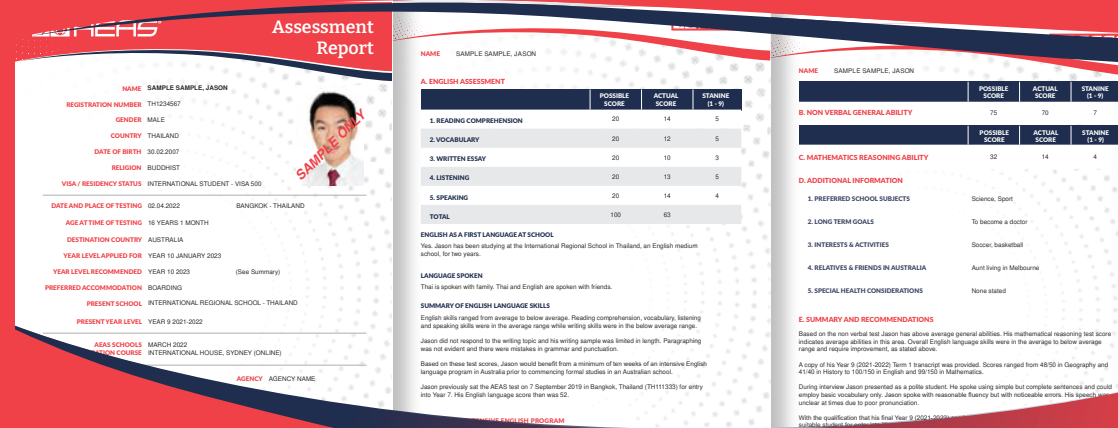 AEAS
Assessment
Report
NAME SAMPLE SAMPLE, JASON
REGISTRATION NUMBER TH1234567
GENDER MALE
COUNTRY THAILAND
DATE OF BIRTH 30.02.2007
RELIGION BUDDHIST
VISA / RESIDENCY STATUS INTERNATIONAL STUDENT - VISA 500
SAMPLE ONLY
DATE AND PLACE OF TESTING 02.04.2022 BANGKOK - THAILAND
AGE AT TIME OF TESTING 16 YEARS 1 MONTH
DESTINATION COUNTRY AUSTRALIA
YEAR LEVEL APPLIED FOR YEAR 10 JANUARY 2023
YEAR LEVEL RECOMMENDED YEAR 10 2023 (See Summary)
PREFERRED ACCOMMODATION BOARDING
PRESENT SCHOOL INTERNATIONAL REGIONAL SCHOOL - THAILAND
PRESENT YEAR LEVEL YEAR 9 2021-2022
AEAS SCHOOLS MARCH 2022
COURSE INTERNATIONAL HOUSE, SYDNEY (ONLINE)
AGENCY AGENCY NAME
NAME SAMPLE SAMPLE, JASON
A. ENGLISH ASSESSMENT
POSSIBLE SCORE ACTUAL SCORE STANINE (1 - 9)
1. READING COMPREHENSION 20 14 5
2. VOCABULARY 20 12 5
3. WRITTEN ESSAY 20 10 3
4. LISTENING 20 13 5
5. SPEAKING 20 14 4
TOTAL 100 63
ENGLISH AS A FIRST LANGUAGE AT SCHOOL
Yes. Jason has been studying at the International Regional School in Thailand, an English medium
school, for two years.
LANGUAGE SPOKEN
Thai is spoken with family. Thai and English are spoken with friends.
SUMMARY OF ENGLISH LANGUAGE SKILLS
English skills ranged from average to below average. Reading comprehension, vocabulary, listening
and speaking skills were in the average range while writing skills were in the below average range.
Jason did not respond to the writing topic and his writing sample was limited in length. Paragraphing
was not evident and there were mistakes in grammar and punctuation.
Based on these test scores, Jason would benefit from a minimum of ten weeks of an intensive English
language program in Australia prior to commencing formal studies in an Australian school.
Jason previously sat the AEAS test on 7 September 2019 in Bangkok, Thailand (TH111333) for entry
into Year 7. His English language score then was 52.
ENGLISH PROGRAM
NAME SAMPLE SAMPLE, JASON
POSSIBLE SCORE ACTUAL SCORE STANINE (1 - 9)
B. NON VERBAL GENERAL ABILITY 75 70 7
POSSIBLE SCORE ACTUAL SCORE STANINE (1 - 9)
C. MATHEMATICS REASONING ABILITY 32 14 4
D. ADDITIONAL INFORMATION
1. PREFERRED SCHOOL SUBJECTS Science, Sport
2. LONG TERM GOALS To become a doctor
3. INTERESTS & ACTIVITIES Soccer, basketball
4. RELATIVES & FRIENDS IN AUSTRALIA Aunt living in Melbourne
5. SPECIAL HEALTH CONSIDERATIONS None stated
E. SUMMARY AND RECOMMENDATIONS
Based on the non verbal test Jason has above average general abilities. His mathematical reasoning test score
indicates average abilities in this area. Overall English language skills were in the average to below average
range and require improvement, as stated above.
A copy of his Year 9 (2021-2022) Term 1 transcript was provided. Scores ranged from 48/50 in Geography and
41/40 in History to 100/150 in English and 99/150 in Mathematics.
During interview Jason presented as a polite student. He spoke using simple but complete sentences and could
employ basic vocabulary only. Jason spoke with reasonable fluency but with noticeable errors. His speech was
unclear at times due to poor pronunciation.
With the qualification that his final Year 9 (2021-2022)
suitable student for entry